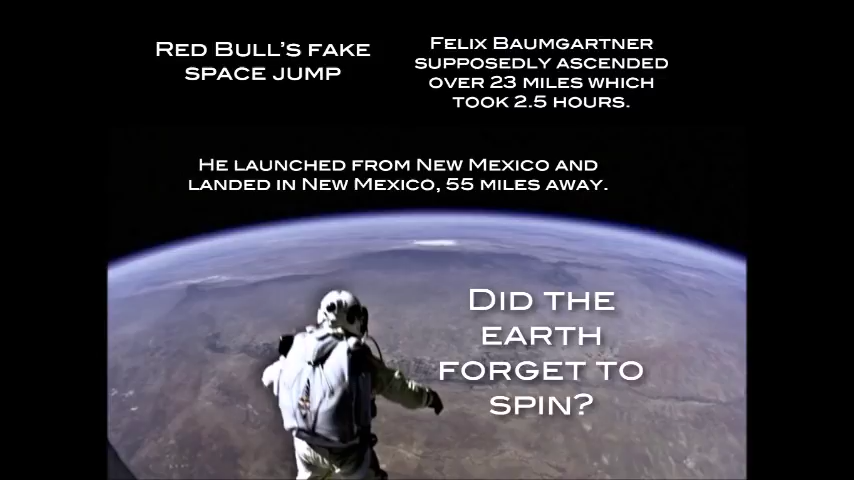 Red Bull's fake
space jump
Felix Baumgartner
supposedly ascended
over 23 miles which
took 2.5 hours.
He launched from New Mexico and
landed in New Mexico, 55 miles away.
Did the
earth
forget to
spin?